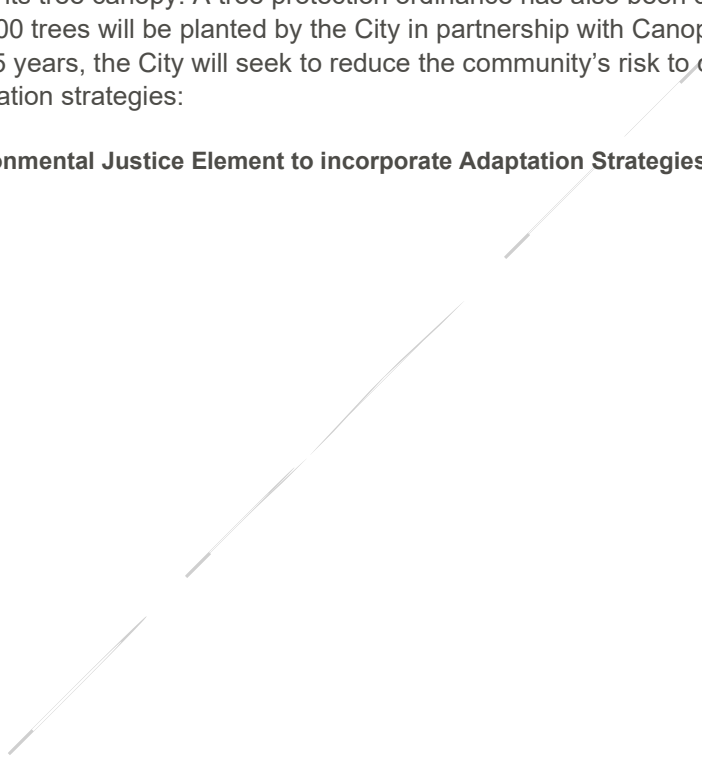 its tree canopy. A tree protection ordinance has also been
00 trees will be planted by the City in partnership with
5 years, the City will seek to reduce the community’s risk to
ation strategies:
onmental Justice Element to incorporate Adaptation Strategies